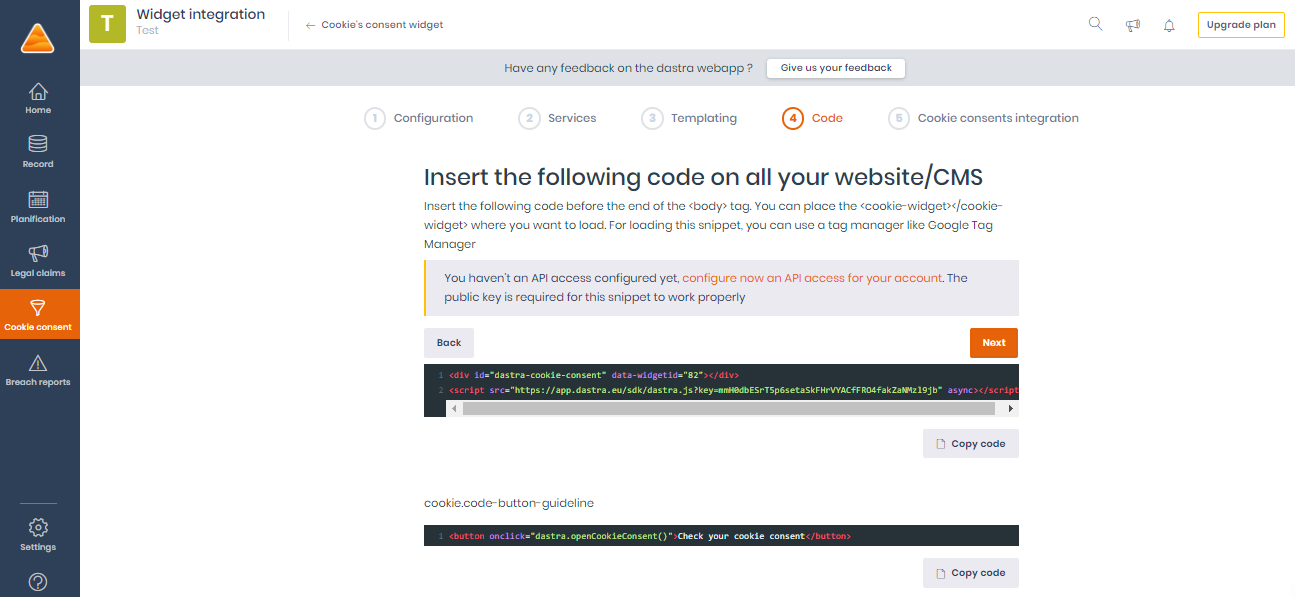 T
Widget integration
Test
← Cookie's consent widget
Upgrade plan
Have any feedback on the dastra webapp ?
Give us your feedback
Home
Record
Planification
Legal claims
Cookie consent
Breach reports
Settings
1 Configuration
2 Services
3 Templating
4 Code
5 Cookie consents integration
Insert the following code on all your website/CMS
Insert the following code before the end of the <body> tag. You can place the <cookie-widget></cookie-
widget> where you want to load. For loading this snippet, you can use a tag manager like Google Tag
Manager
You haven't an API access configured yet, configure now an API access for your account. The
public key is required for this snippet to work properly
Back
Next
1 <div id="dastra-cookie-consent" data-widgetid="82"></div>
2 <script src="https://app.dastra.eu/sdk/dastra.js?key=mmH0dbESrT5p6setaSkFHrVYACfFRO4fakZaNMzl9jb" async></script
Copy code
cookie.code-button-guideline
1 <button onclick="dastra.openCookieConsent()">Check your cookie consent</button>
Copy code